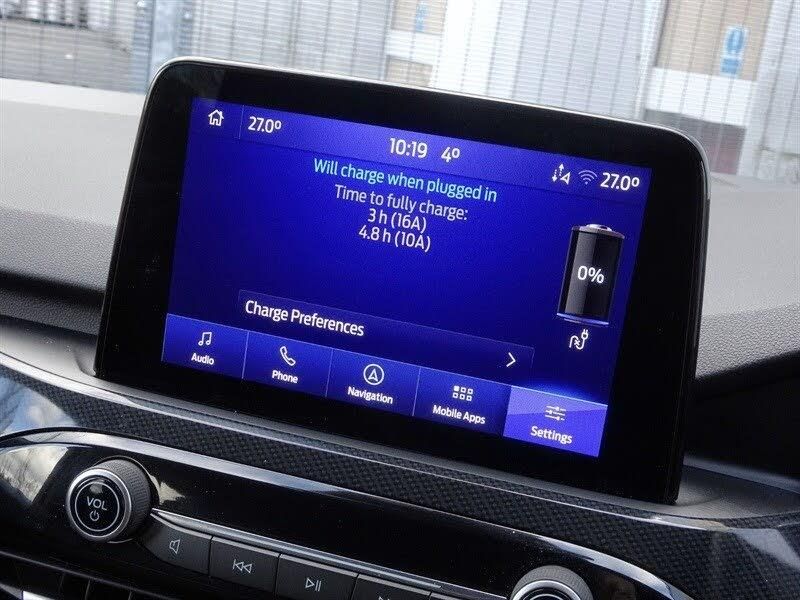 27.0° 10:19 4° 27.0°
Will charge when plugged in
Time to fully charge:
3 h (16A)
4.8 h (10A)
0%
Charge Preferences
Audio Phone Navigation Mobile Apps Settings
VOL